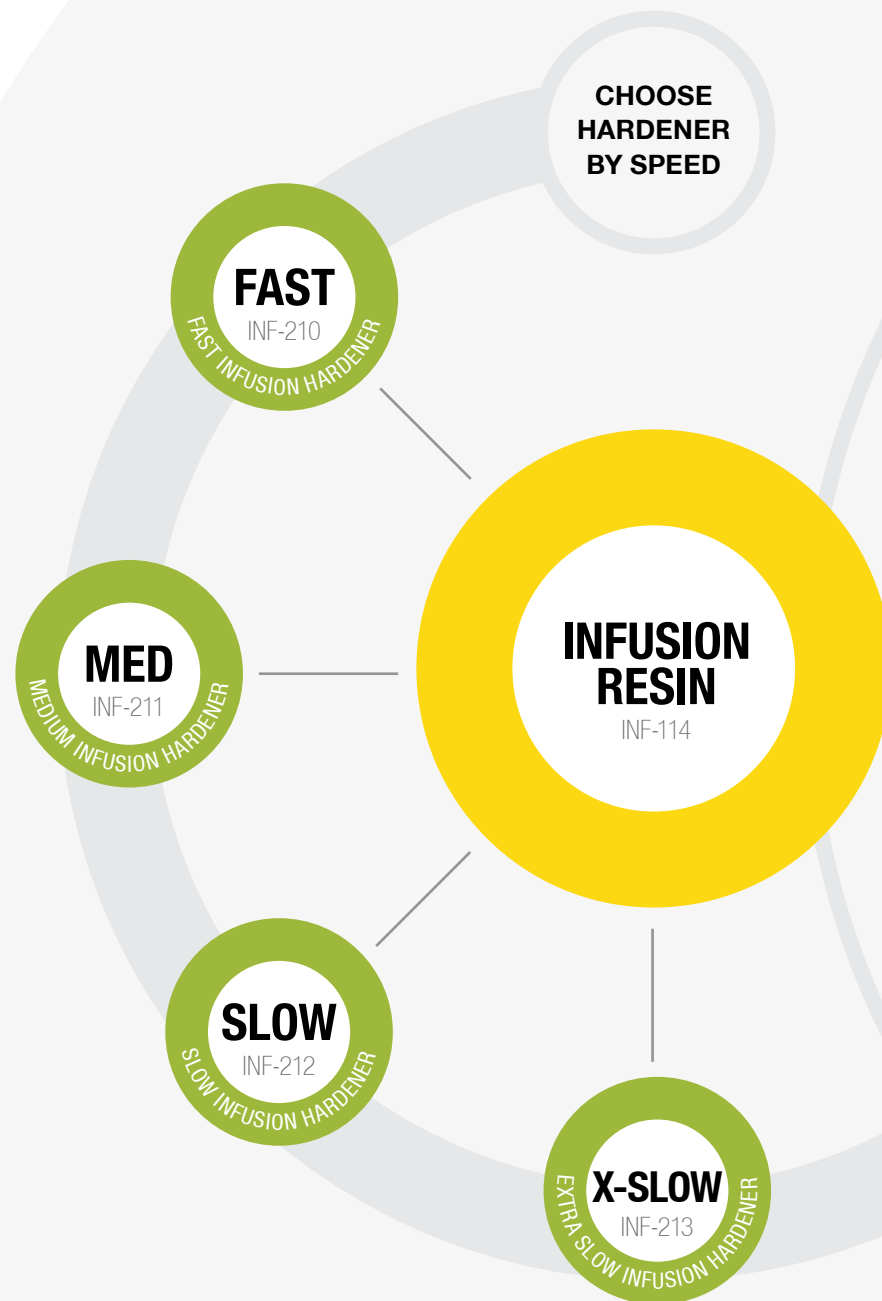 CHOOSE
HARDENER
BY SPEED
FAST
INF-210
FAST INFUSION HARDENER
INFUSION
RESIN
INF-114
MED
INF-211
MEDIUM INFUSION HARDENER
SLOW
INF-212
SLOW INFUSION HARDENER
X-SLOW
INF-213
EXTRA SLOW INFUSION HARDENER